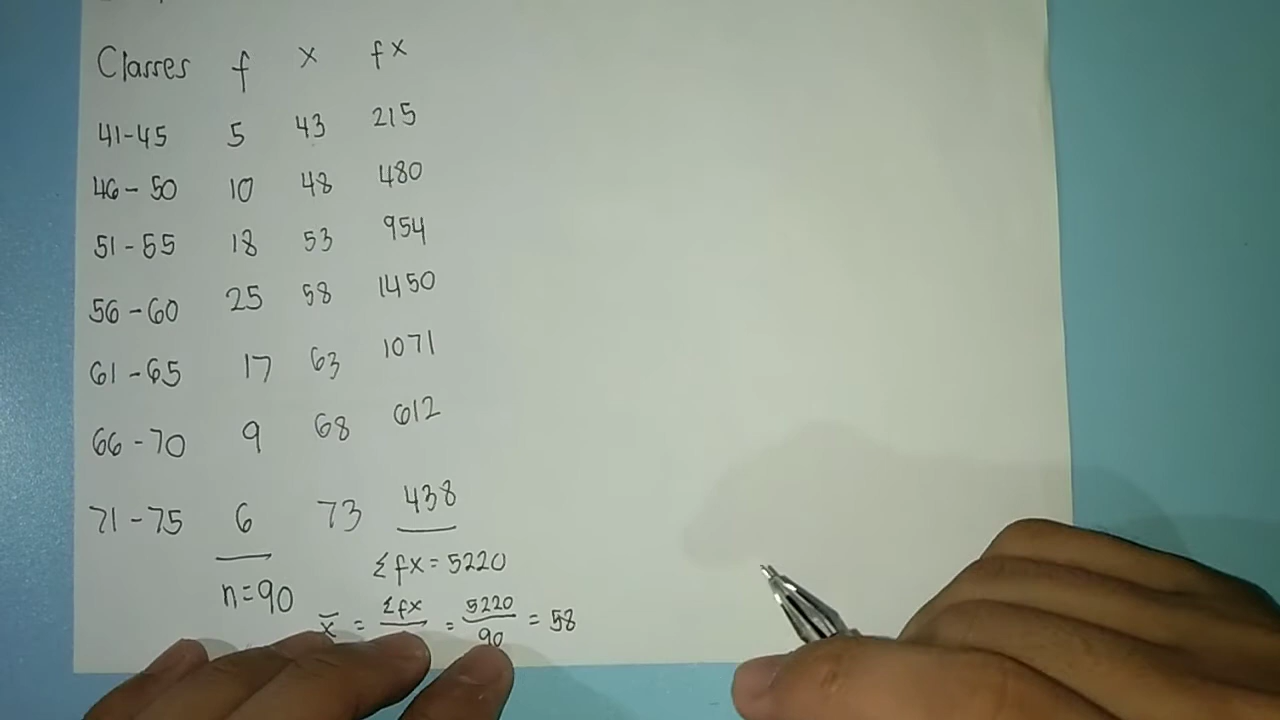 Classes f x fx
41-45 5 43 215
46-50 10 48 480
51-55 18 53 954
56-60 25 58 1450
61-65 17 63 1071
66-70 9 68 612
71-75 6 73 438
Σfx = 5220
n=90
x̄ = Σfx/ = 5220/90 = 58